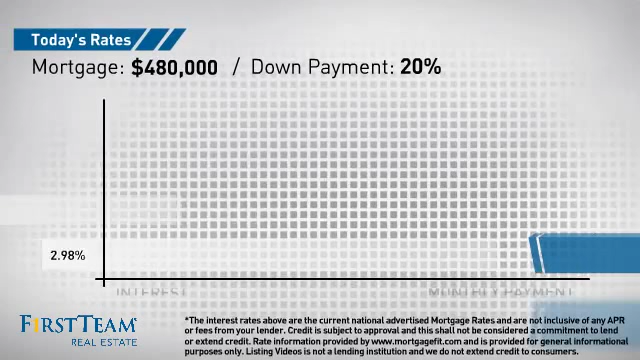 Today's Rates
Mortgage: $480,000 / Down Payment: 20%
2.98%
INTEREST MONTHLY PAYMENT
FIRSTTEAM®
REAL ESTATE
*The interest rates above are the current national advertised Mortgage Rates and are not inclusive of any APR
or fees from your lender. Credit is subject to approval and this shall not be considered a commitment to lend
or extend credit. Rate information provided by www.mortgagefit.com and is provided for general informational
purposes only. Listing Videos is not a lending institution and we do not extend credit to consumers.